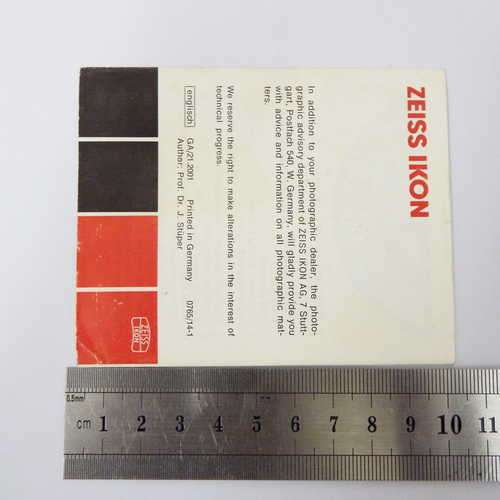 ZEISS IKON
In addition to your photographic dealer, the photo-
graphic advisory department of ZEISS IKON AG, 7 Stutt-
gart, Postfach 540, W. Germany, will gladly provide you
with advice and information on all photographic mat-
ters.
We reserve the right to make alterations in the interest of
technical progress.
englisch GA/21.2001 Printed in Germany 0765/14-1
Author: Prof. Dr. J. Stüper
ZEISS
IKON
0.5mm
cm 1 2 3 4 5 6 7 8 9 10 11